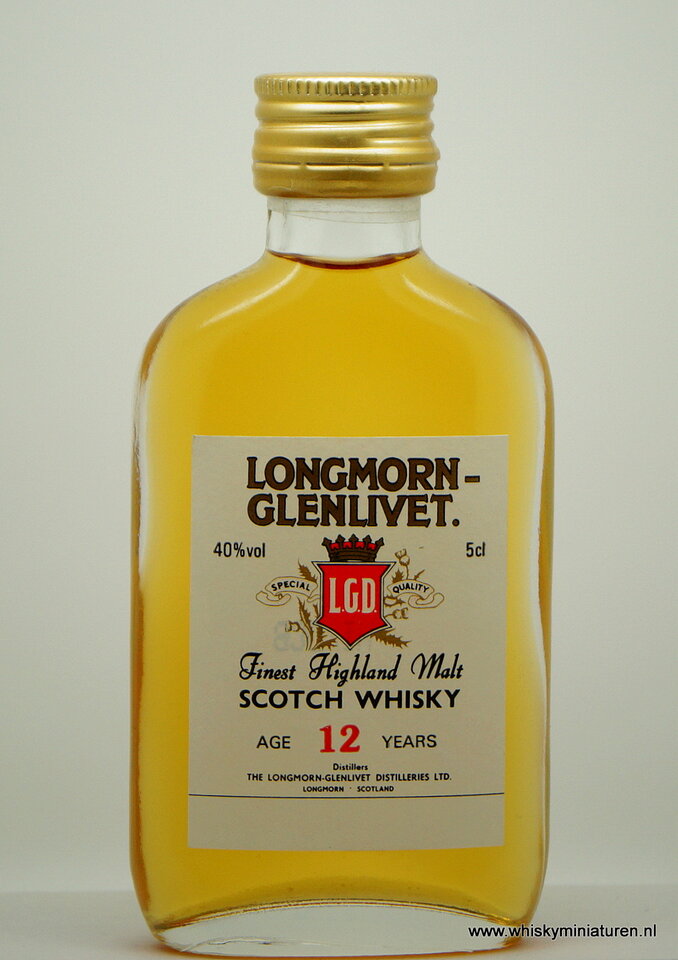 LONGMORN-
GLENLIVET.
40%vol 5cl
SPECIAL QUALITY
L.G.D.
Finest Highland Malt
SCOTCH WHISKY
AGE 12 YEARS
Distillers
THE LONGMORN-GLENLIVET DISTILLERIES LTD.
LONGMORN · SCOTLAND
www.whiskyminiaturen.nl